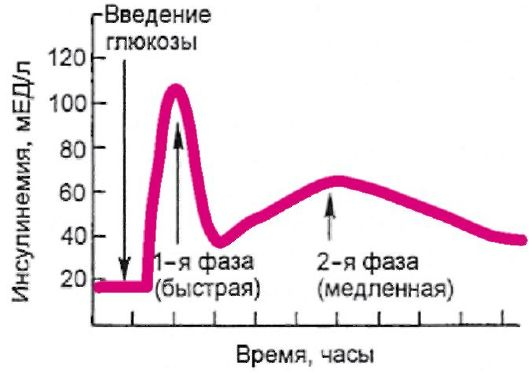 Введение
глюкозы
120
100
80
60
40
20
Инсулинемия, мЕД/л
1-я фаза
(быстрая)
2-я фаза
(медленная)
Время, часы